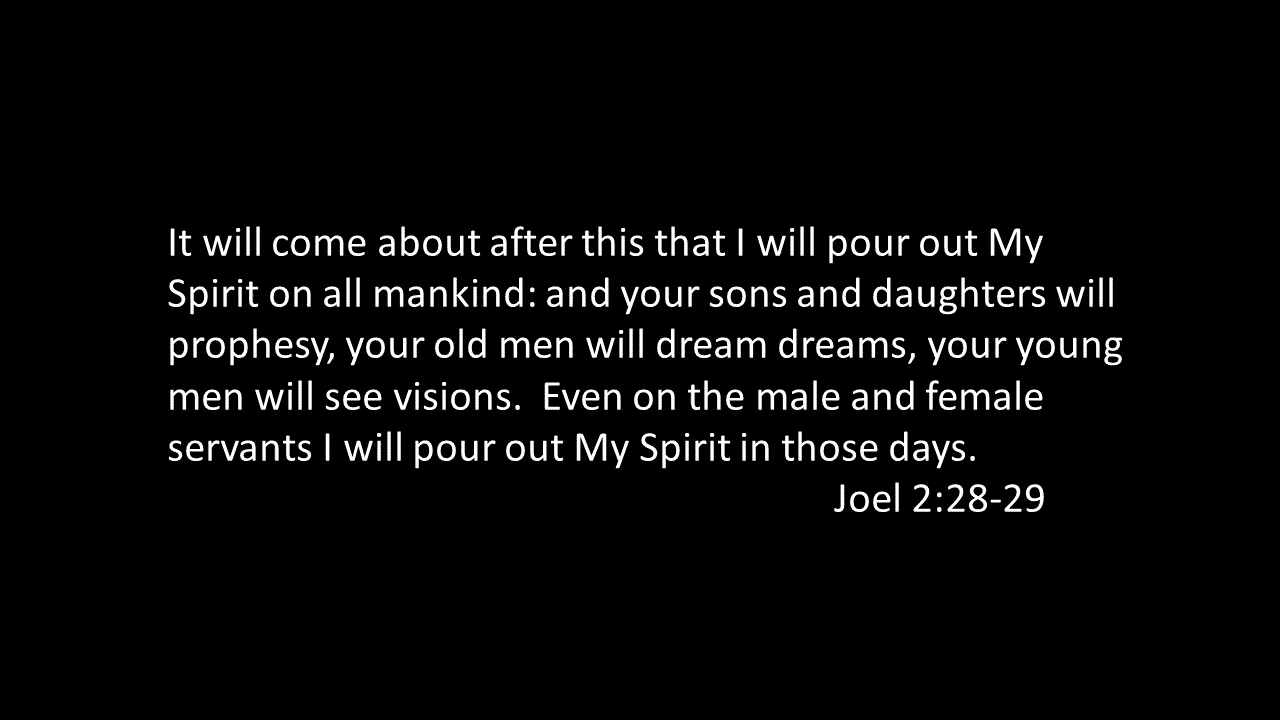 It will come about after this that I will pour out My
Spirit on all mankind: and your sons and daughters will
prophesy, your old men will dream dreams, your young
men will see visions.  Even on the male and female
servants I will pour out My Spirit in those days.
Joel 2:28-29